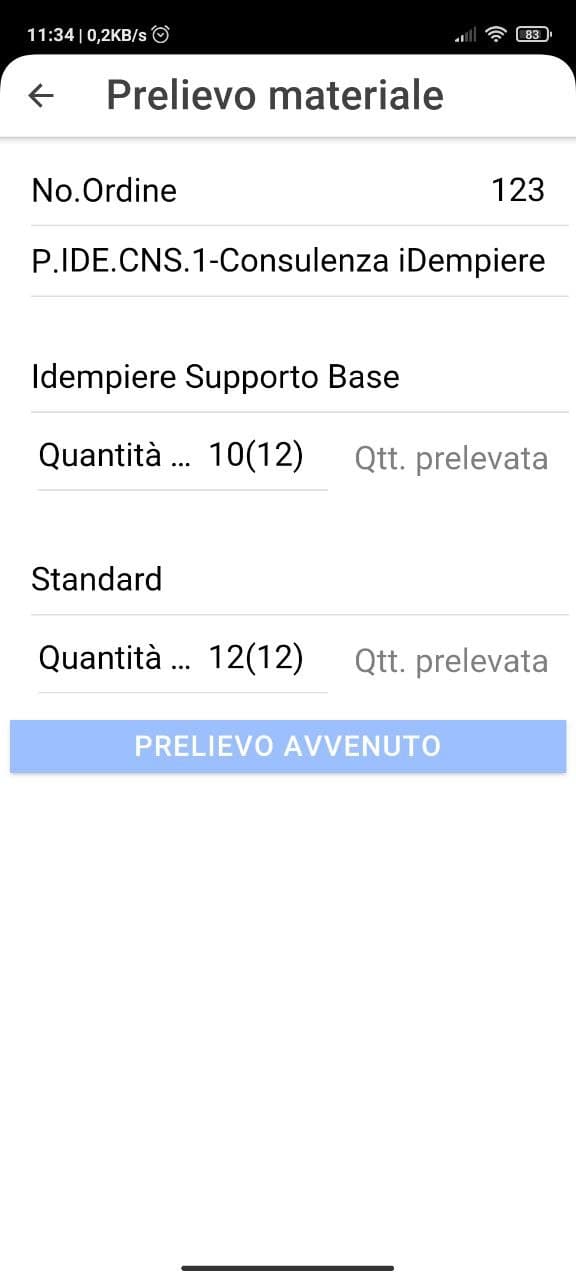 11:34 | 0,2KB/s
83
Prelievo materiale
No.Ordine 123
P.IDE.CNS.1-Consulenza iDempiere
Idempiere Supporto Base
Quantità ... 10(12) Qtt. prelevata
Standard
Quantità ... 12(12) Qtt. prelevata
PRELIEVO AVVENUTO